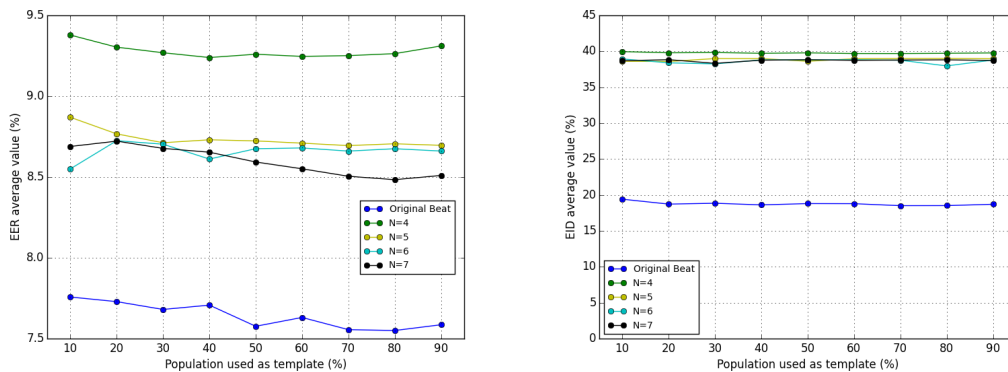 EER average value (%)
9.5
9.0
8.5
8.0
7.5
Original Beat
N=4
N=5
N=6
N=7
10 20 30 40 50 60 70 80 90
Population used as template (%)
EID average value (%)
45
40
35
30
25
20
15
10
5
0
Original Beat
N=4
N=5
N=6
N=7
10 20 30 40 50 60 70 80 90
Population used as template (%)